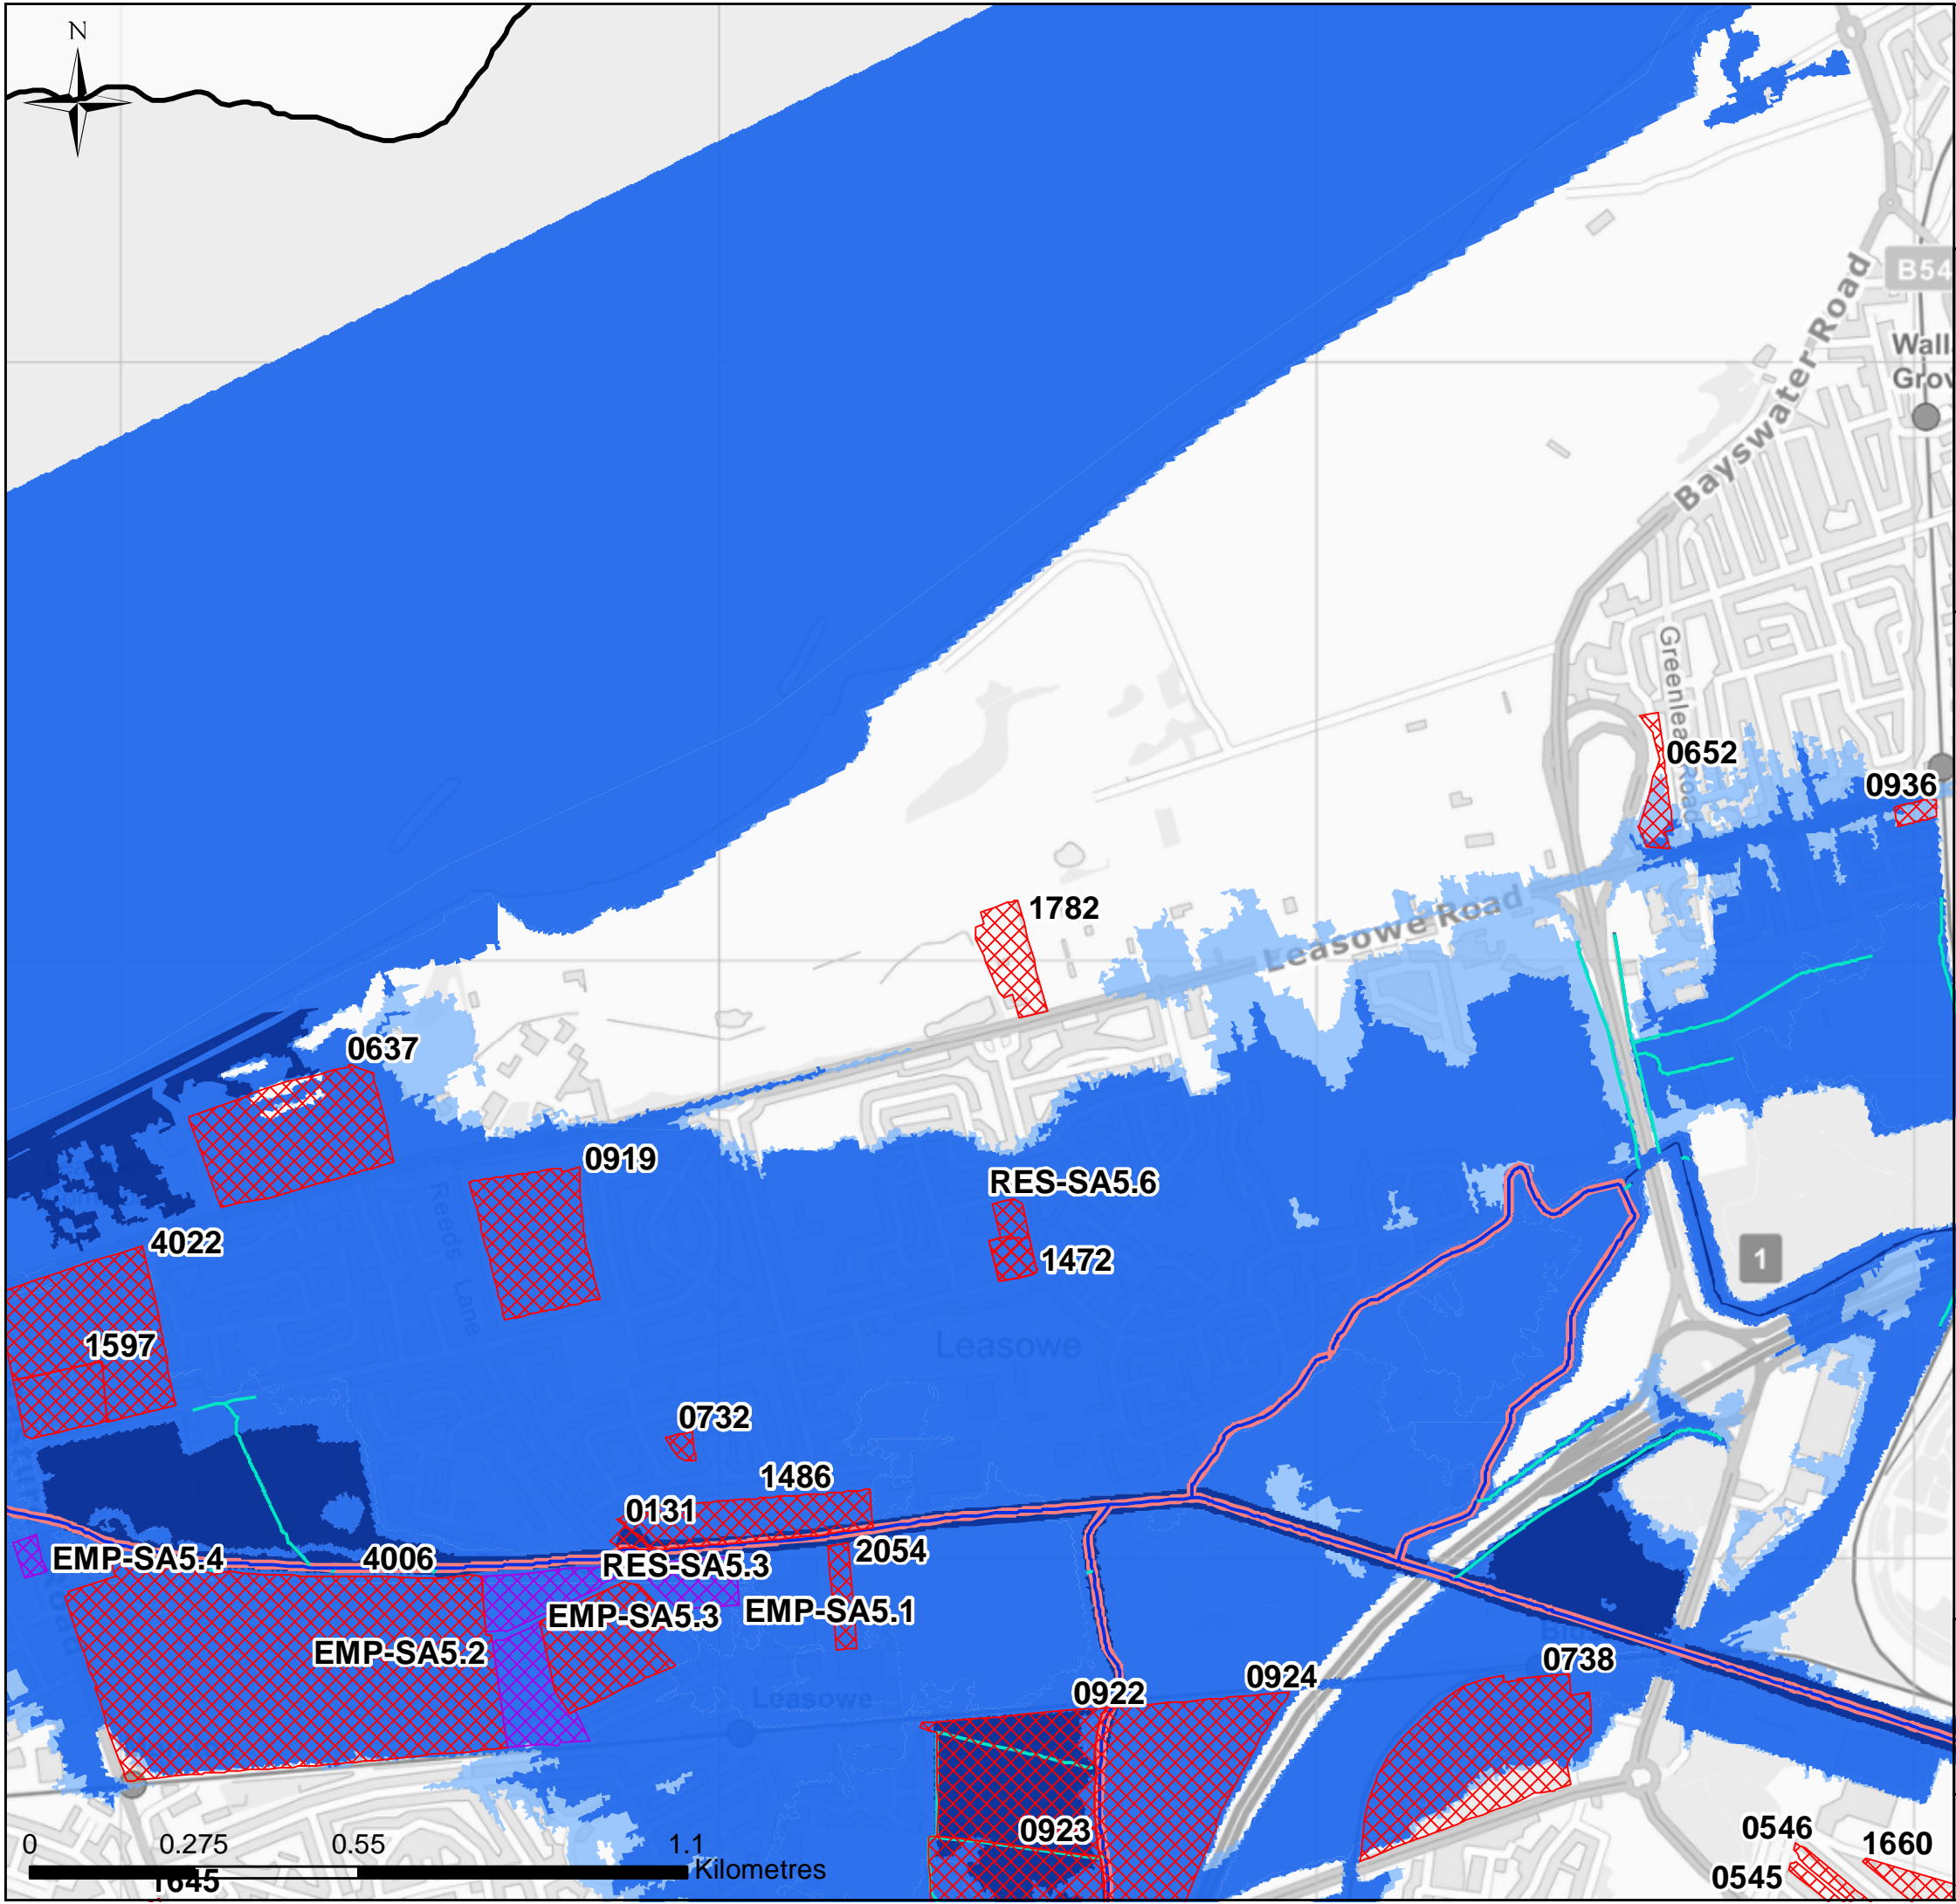 N
B54
Bayswater Road
Wall
Grov
Greenlea
Road
0652
0936
1782
Leasowe Road
0637
0919
RES-SA5.6
Reeds Lane
4022
1472
1
1597
Leasowe
0732
1486
0131
2054
EMP-SA5.4
4006
RES-SA5.3
Road
EMP-SA5.3
EMP-SA5.1
EMP-SA5.2
0738
0924
0922
Leasowe
0923
0546
1660
0545
0
0.275
0.55
1.1
Kilometres
1645